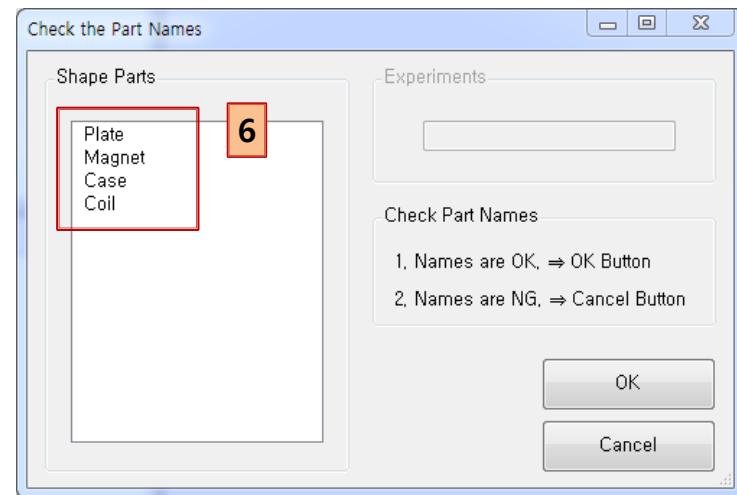 Check the Part Names
Shape Parts
Plate
Magnet
Case
Coil
6
Experiments
Check Part Names
1, Names are OK, ⇒ OK Button
2, Names are NG, ⇒ Cancel Button
OK
Cancel